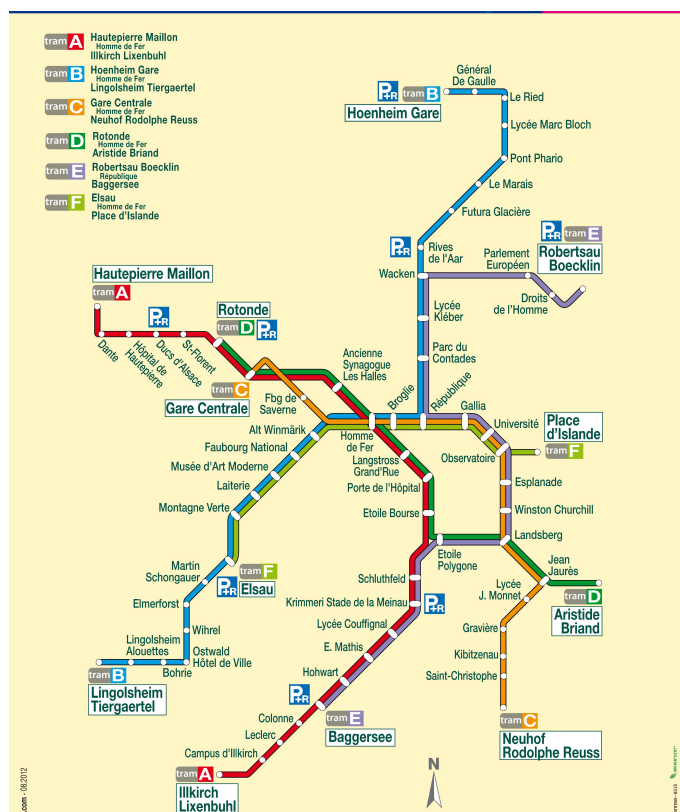 tram A Hautepierre Maillon
Homme de Fer
Illkirch Lixenbuhl
tram B Hoenheim Gare
Homme de Fer
Lingolsheim Tiergaertel
tram C Gare Centrale
Homme de Fer
Neuhof Rodolphe Reuss
tram D Rotonde
Homme de Fer
Aristide Briand
tram E Robertsau Boecklin
République
Baggersee
tram F Elsau
Homme de Fer
Place d'Islande
Général
De Gaulle
P+R tram B
Hoenheim Gare
Le Ried
Lycée Marc Bloch
Pont Phario
Le Marais
Futura Glacière
P+R
Rives
de l'Aar
P+R tram E
Robertsau
Boecklin
Wacken
Parlement
Européen
Droits
de l'Homme
Lycée
Kléber
Parc du
Contades
Hautepierre Maillon
tram A
Dante
Hôpital de
Hautepierre
P+R
Ducs d'Alsace
St-Florent
Rotonde
tram D P+R
tram C
Gare Centrale
Ancienne
Synagogue
Les Halles
Fbg de
Saverne
Broglie
République
Gallia
Université
Place
d'Islande
tram F
Observatoire
Alt Winmärik
Homme
de Fer
Faubourg National
Langstross
Grand'Rue
Musée d'Art Moderne
Laiterie
Porte de l'Hôpital
Esplanade
Montagne Verte
Etoile Bourse
Winston Churchill
Landsberg
Etoile
Polygone
Jean
Jaurès
Martin
Schongauer
P+R tram F
Elsau
Schluthfeld
Lycée
J. Monnet
tram D
Aristide
Briand
Elmerforst
Krimmeri Stade de la Meinau
P+R
Wihrel
Lycée Couffignal
Gravière
Lingolsheim
Alouettes
Ostwald
Hôtel de Ville
E. Mathis
Kibitzenau
Bohrie
Hohwart
Saint-Christophe
tram B
Lingolsheim
Tiergaertel
P+R
Colonne
tram E
Baggersee
tram C
Neuhof
Rodolphe Reuss
Leclerc
Campus d'Illkirch
tram A
Illkirch
Lixenbuhl
N
.com - 08.2012